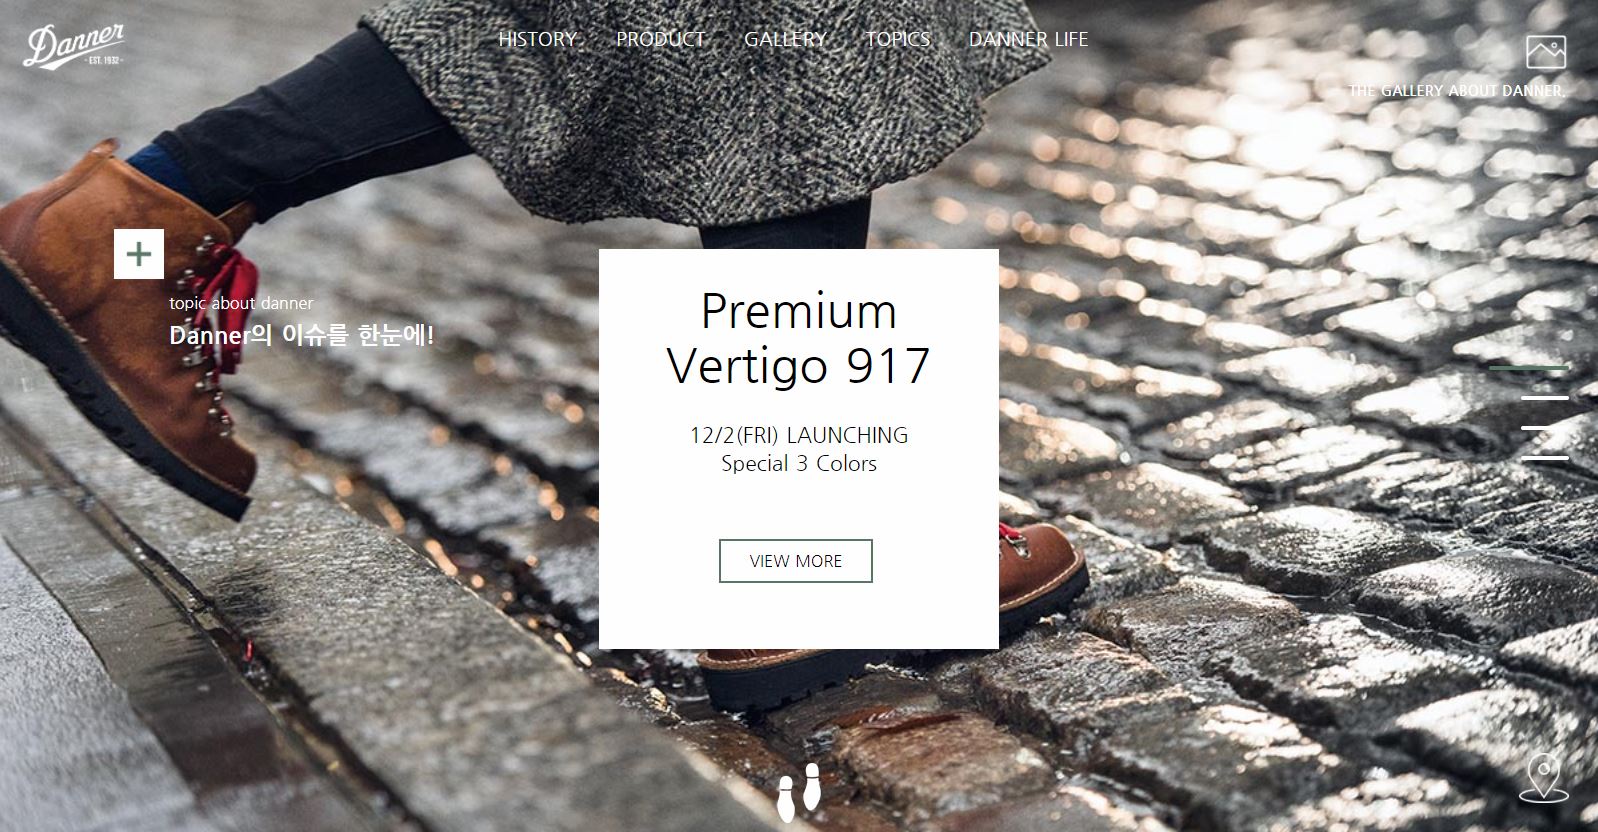 Danner
- EST. 1932 -
HISTORY PRODUCT GALLERY TOPICS DANNER LIFE
THE GALLERY ABOUT DANNER.
topic about danner
Danner의 이슈를 한눈에!
Premium
Vertigo 917
12/2(FRI) LAUNCHING
Special 3 Colors
VIEW MORE